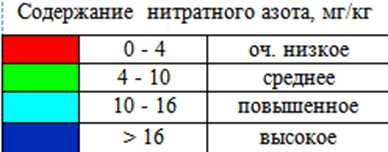 Содержание нитратного азота, мг/кг
0 - 4 оч. низкое
4 - 10 среднее
10 - 16 повышенное
> 16 высокое